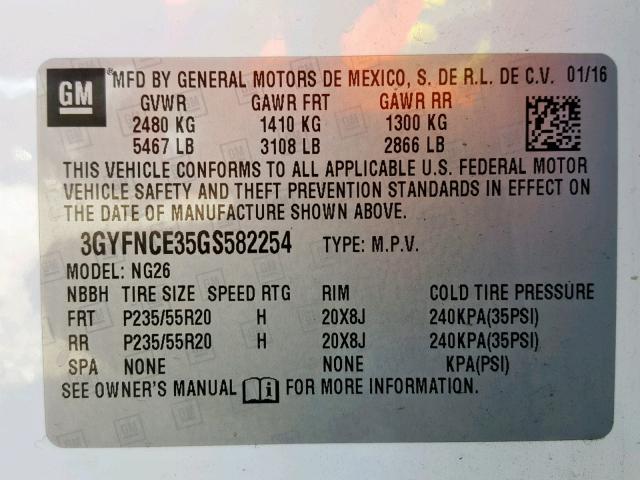 GM ® MFD BY GENERAL MOTORS DE MEXICO, S. DE R.L. DE C.V. 01/16
GVWR GAWR FRT GAWR RR
2480 KG 1410 KG 1300 KG
5467 LB 3108 LB 2866 LB
THIS VEHICLE CONFORMS TO ALL APPLICABLE U.S. FEDERAL MOTOR
VEHICLE SAFETY AND THEFT PREVENTION STANDARDS IN EFFECT ON
THE DATE OF MANUFACTURE SHOWN ABOVE.
3GYFNCE35GS582254 TYPE: M.P.V.
MODEL: NG26
NBBH TIRE SIZE SPEED RTG RIM COLD TIRE PRESSURE
FRT P235/55R20 H 20X8J 240KPA(35PSI)
RR P235/55R20 H 20X8J 240KPA(35PSI)
SPA NONE NONE KPA(PSI)
SEE OWNER'S MANUAL i FOR MORE INFORMATION.